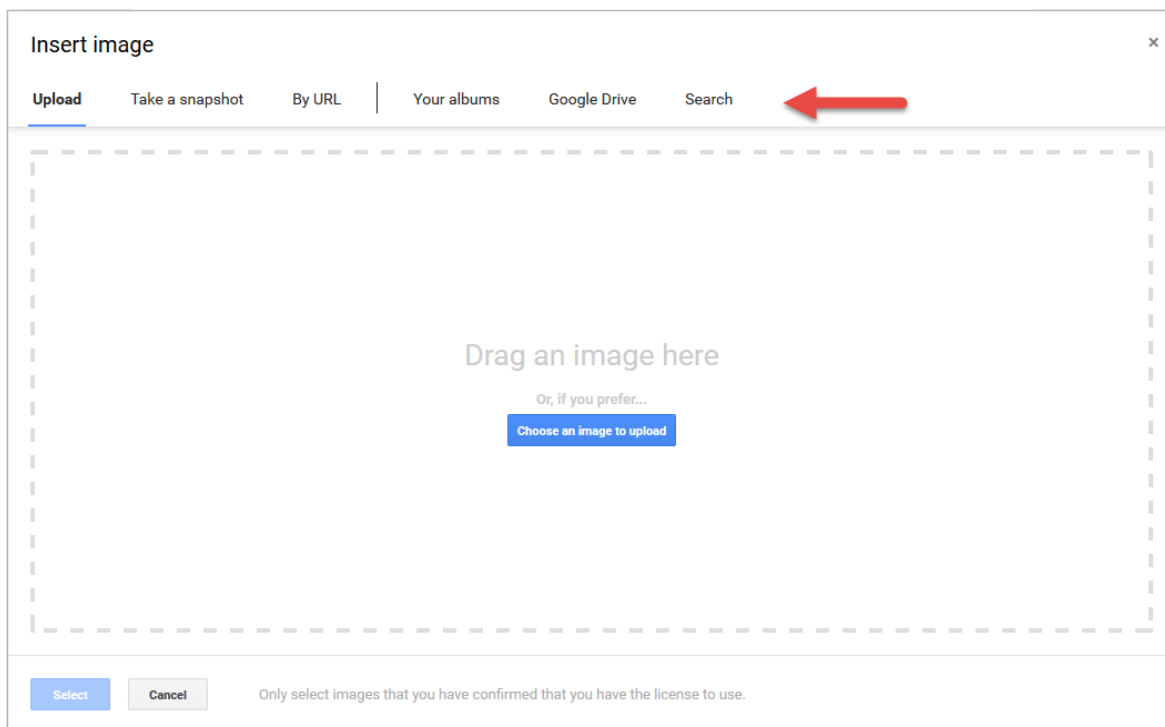 Insert image
×
Upload Take a snapshot By URL Your albums Google Drive Search
Drag an image here
Or, if you prefer...
Choose an image to upload
Select Cancel Only select images that you have confirmed that you have the license to use.